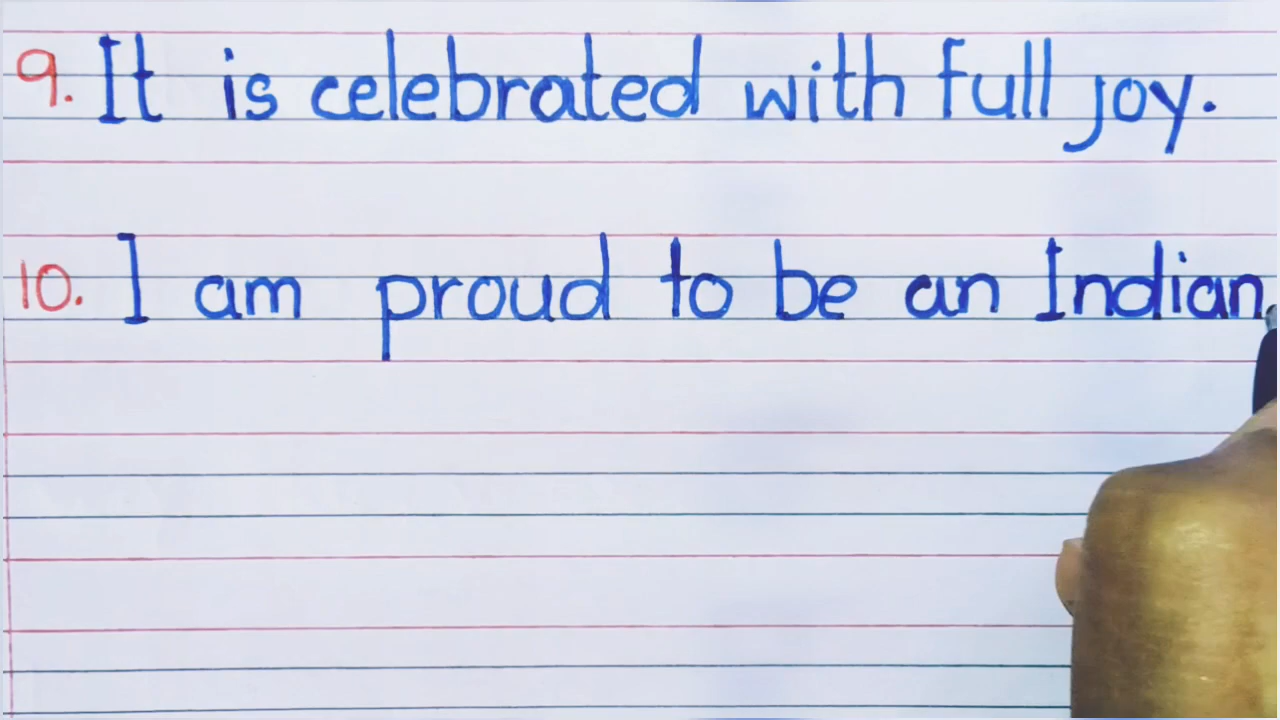 9. It is celebrated with full joy.
10. I am proud to be an Indian.